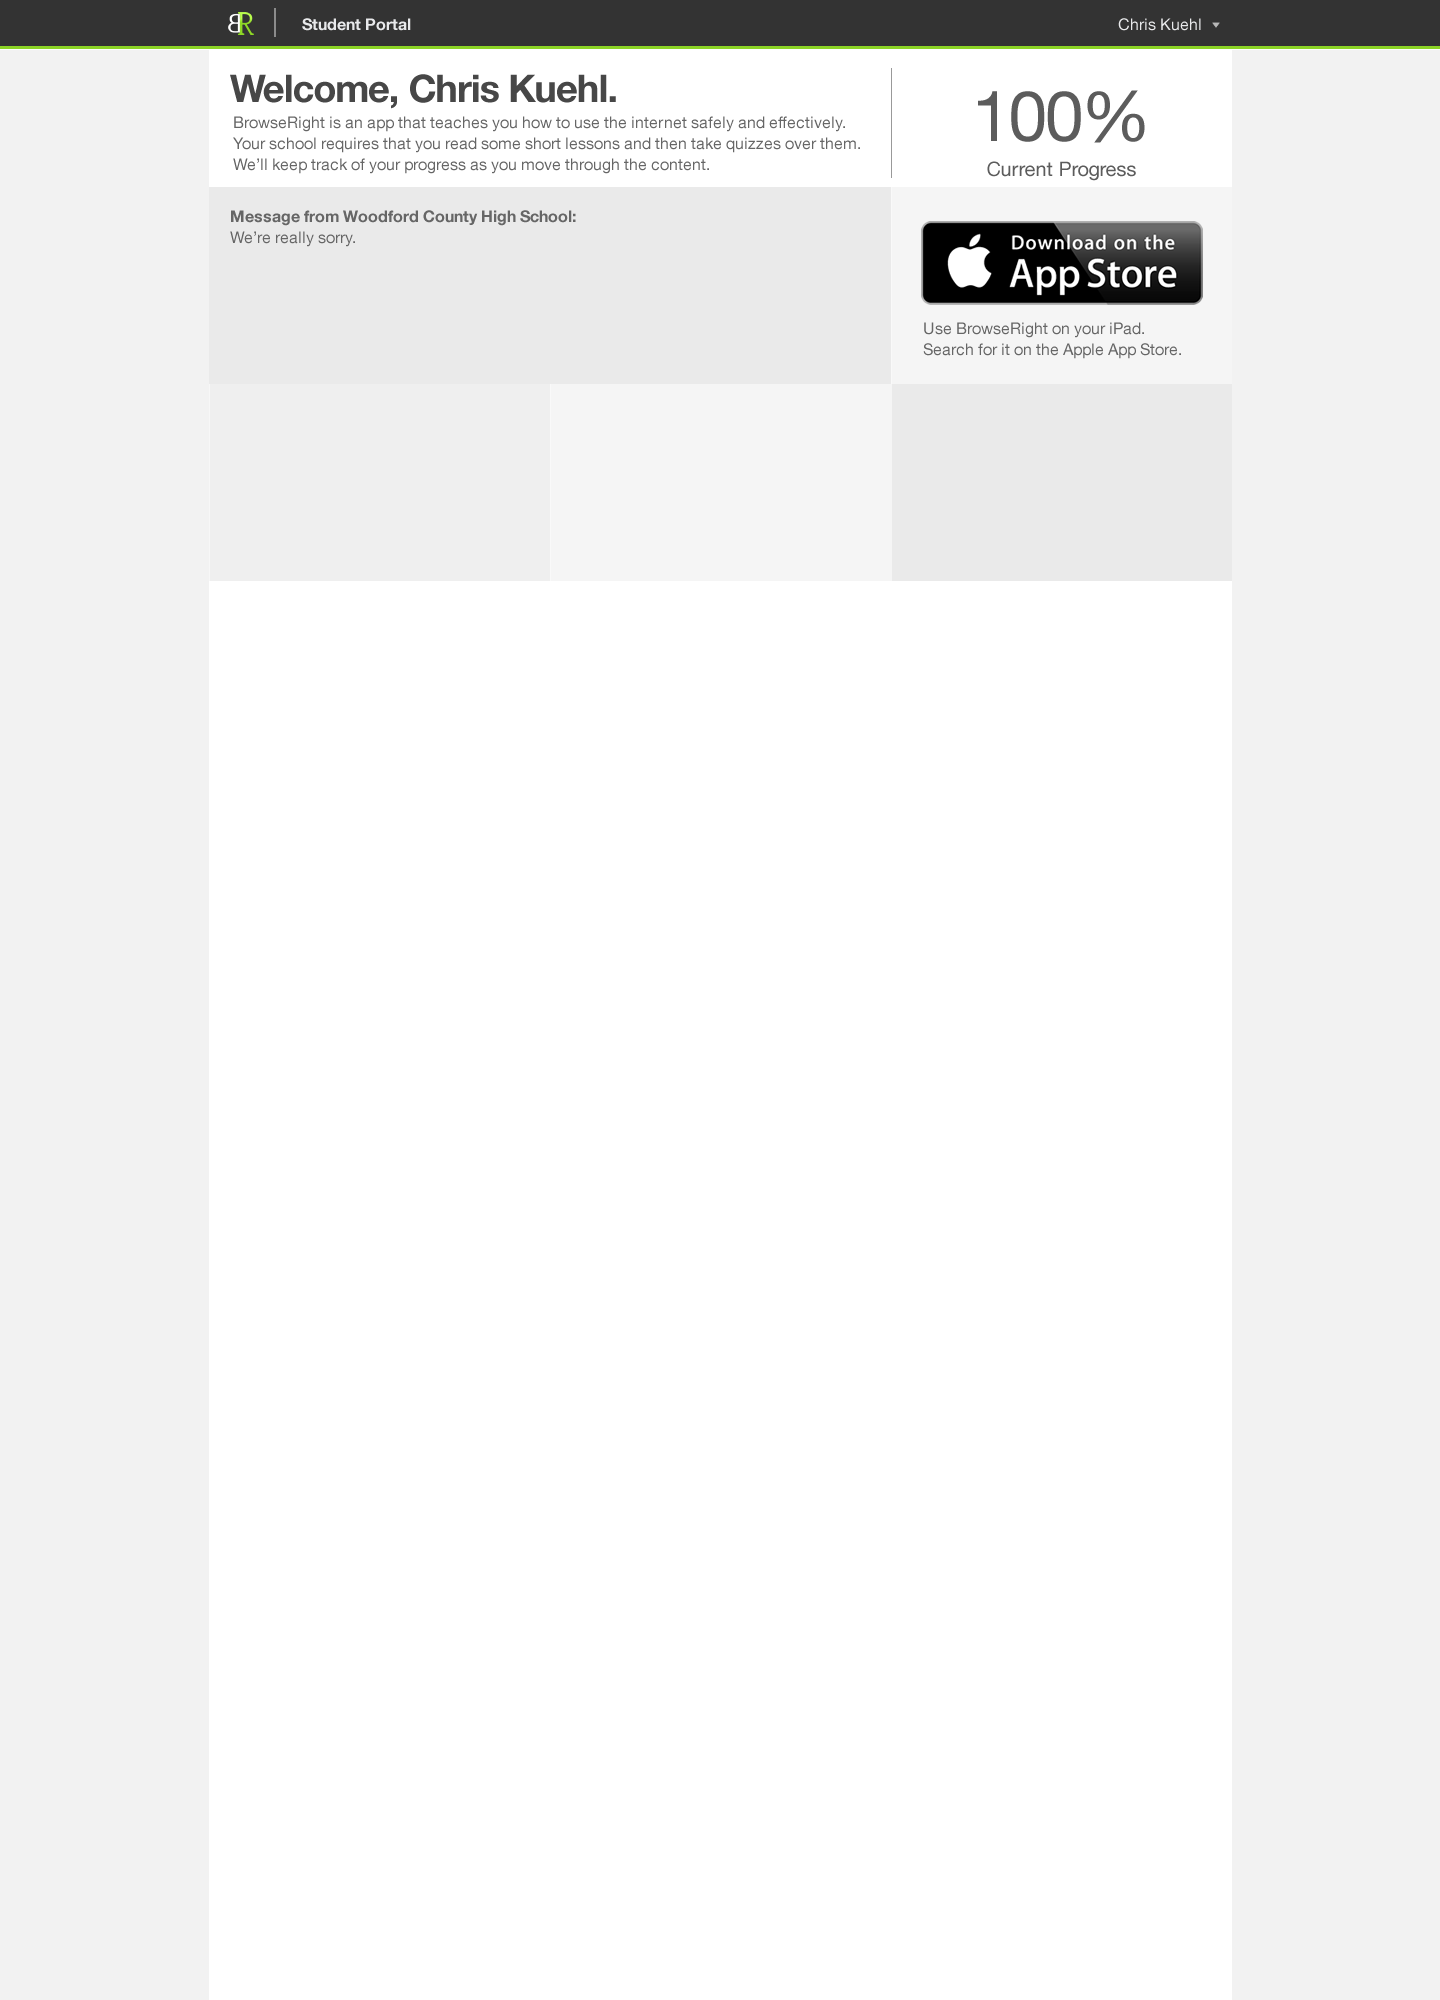 BR
Student Portal
Chris Kuehl
Welcome, Chris Kuehl.
BrowseRight is an app that teaches you how to use the internet safely and effectively.
Your school requires that you read some short lessons and then take quizzes over them.
We’ll keep track of your progress as you move through the content.
100%
Current Progress
Message from Woodford County High School:
We’re really sorry.
Download on the
App Store
Use BrowseRight on your iPad.
Search for it on the Apple App Store.